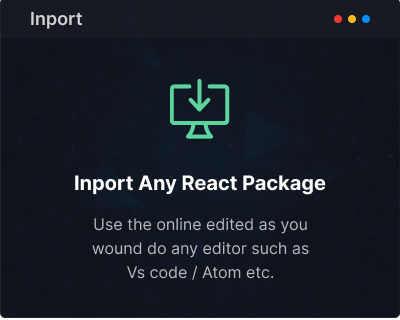 Inport
Inport Any React Package
Use the online edited as you
wound do any editor such as
Vs code / Atom etc.